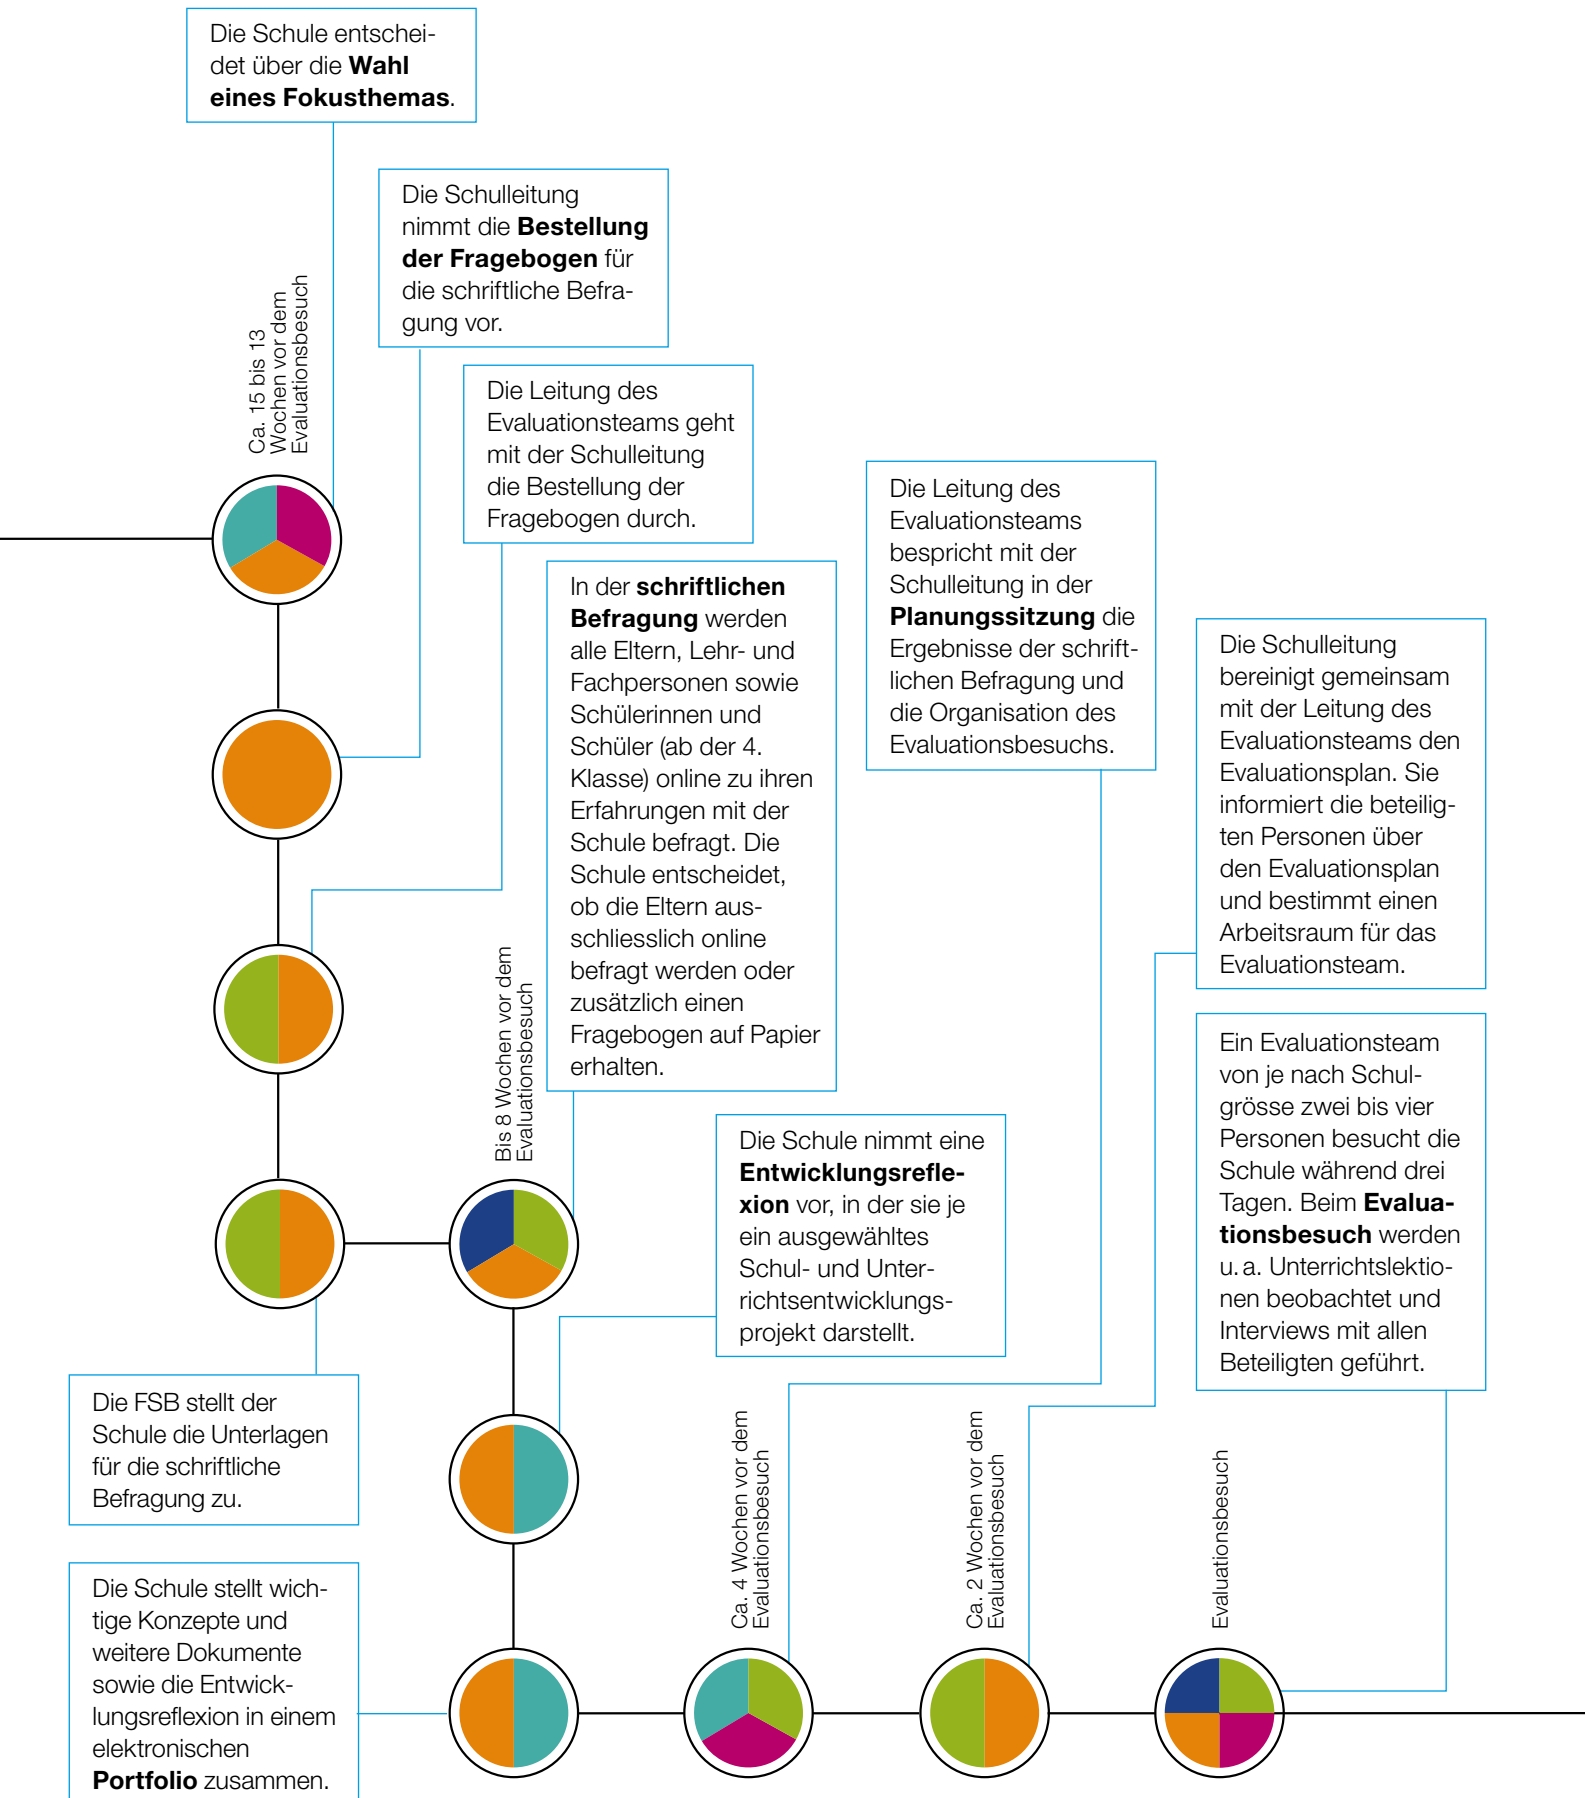 Die Schule entschei-
det über die Wahl
eines Fokusthemas.
Ca. 15 bis 13
Wochen vor dem
Evaluationsbesuch
Die Schulleitung
nimmt die Bestellung
der Fragebogen für
die schriftliche Befra-
gung vor.
Die Leitung des
Evaluationsteams geht
mit der Schulleitung
die Bestellung der
Fragebogen durch.
Die FSB stellt der
Schule die Unterlagen
für die schriftliche
Befragung zu.
Bis 8 Wochen vor dem
Evaluationsbesuch
In der schriftlichen
Befragung werden
alle Eltern, Lehr- und
Fachpersonen sowie
Schülerinnen und
Schüler (ab der 4.
Klasse) online zu ihren
Erfahrungen mit der
Schule befragt. Die
Schule entscheidet,
ob die Eltern aus-
schliesslich online
befragt werden oder
zusätzlich einen
Fragebogen auf Papier
erhalten.
Die Schule nimmt eine
Entwicklungsrefle-
xion vor, in der sie je
ein ausgewähltes
Schul- und Unter-
richtsentwicklungs-
projekt darstellt.
Die Schule stellt wich-
tige Konzepte und
weitere Dokumente
sowie die Entwick-
lungsreflexion in einem
elektronischen
Portfolio zusammen.
Ca. 4 Wochen vor dem
Evaluationsbesuch
Die Leitung des
Evaluationsteams
bespricht mit der
Schulleitung in der
Planungssitzung die
Ergebnisse der schrift-
lichen Befragung und
die Organisation des
Evaluationsbesuchs.
Ca. 2 Wochen vor dem
Evaluationsbesuch
Die Schulleitung
bereinigt gemeinsam
mit der Leitung des
Evaluationsteams den
Evaluationsplan. Sie
informiert die beteilig-
ten Personen über
den Evaluationsplan
und bestimmt einen
Arbeitsraum für das
Evaluationsteam.
Evaluationsbesuch
Ein Evaluationsteam
von je nach Schul-
grösse zwei bis vier
Personen besucht die
Schule während drei
Tagen. Beim Evalua-
tionsbesuch werden
u. a. Unterrichtslektio-
nen beobachtet und
Interviews mit allen
Beteiligten geführt.